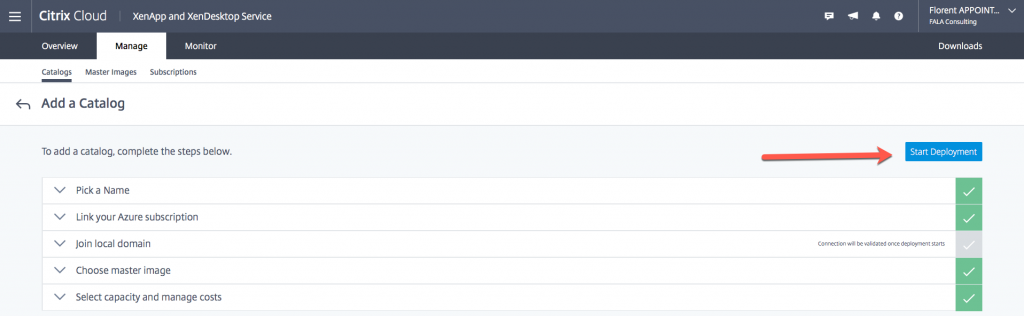 Citrix Cloud XenApp and XenDesktop Service Florent APPOINT...
FALA Consulting
Overview Manage Monitor Downloads
Catalogs Master Images Subscriptions
Add a Catalog
To add a catalog, complete the steps below. Start Deployment
Pick a Name
Link your Azure subscription
Join local domain Connection will be validated once deployment starts
Choose master image
Select capacity and manage costs